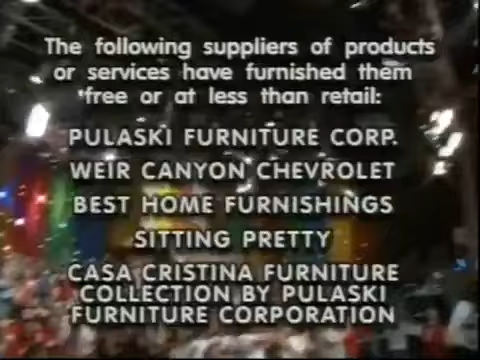 The following suppliers of products
or services have furnished them
free or at less than retail:
PULASKI FURNITURE CORP.
WEIR CANYON CHEVROLET
BEST HOME FURNISHINGS
SITTING PRETTY
CASA CRISTINA FURNITURE
COLLECTION BY PULASKI
FURNITURE CORPORATION